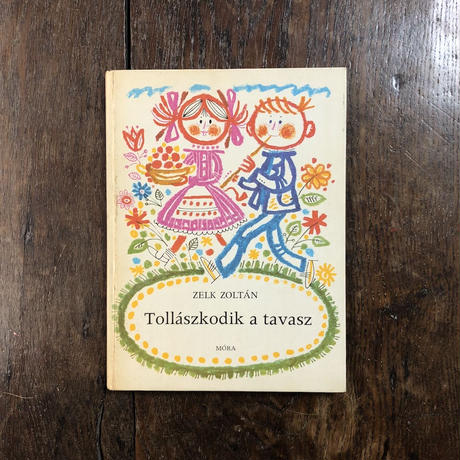 ZELK ZOLTÁN
Tollászkodik a tavasz
MÓRA